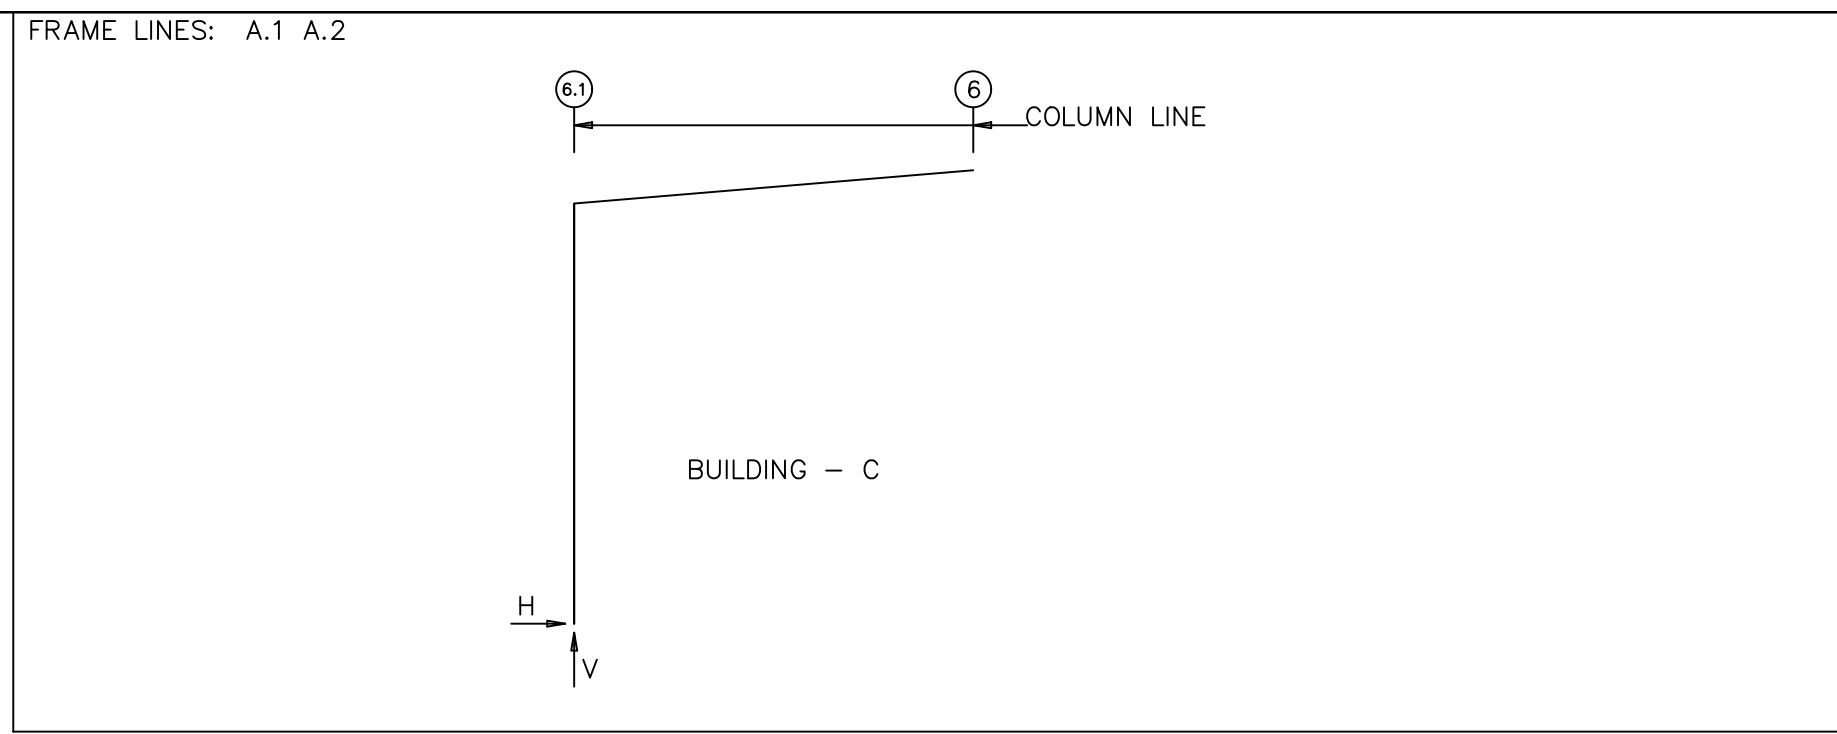 FRAME LINES: A.1 A.2
6.1
6
COLUMN LINE
BUILDING - C
H
V